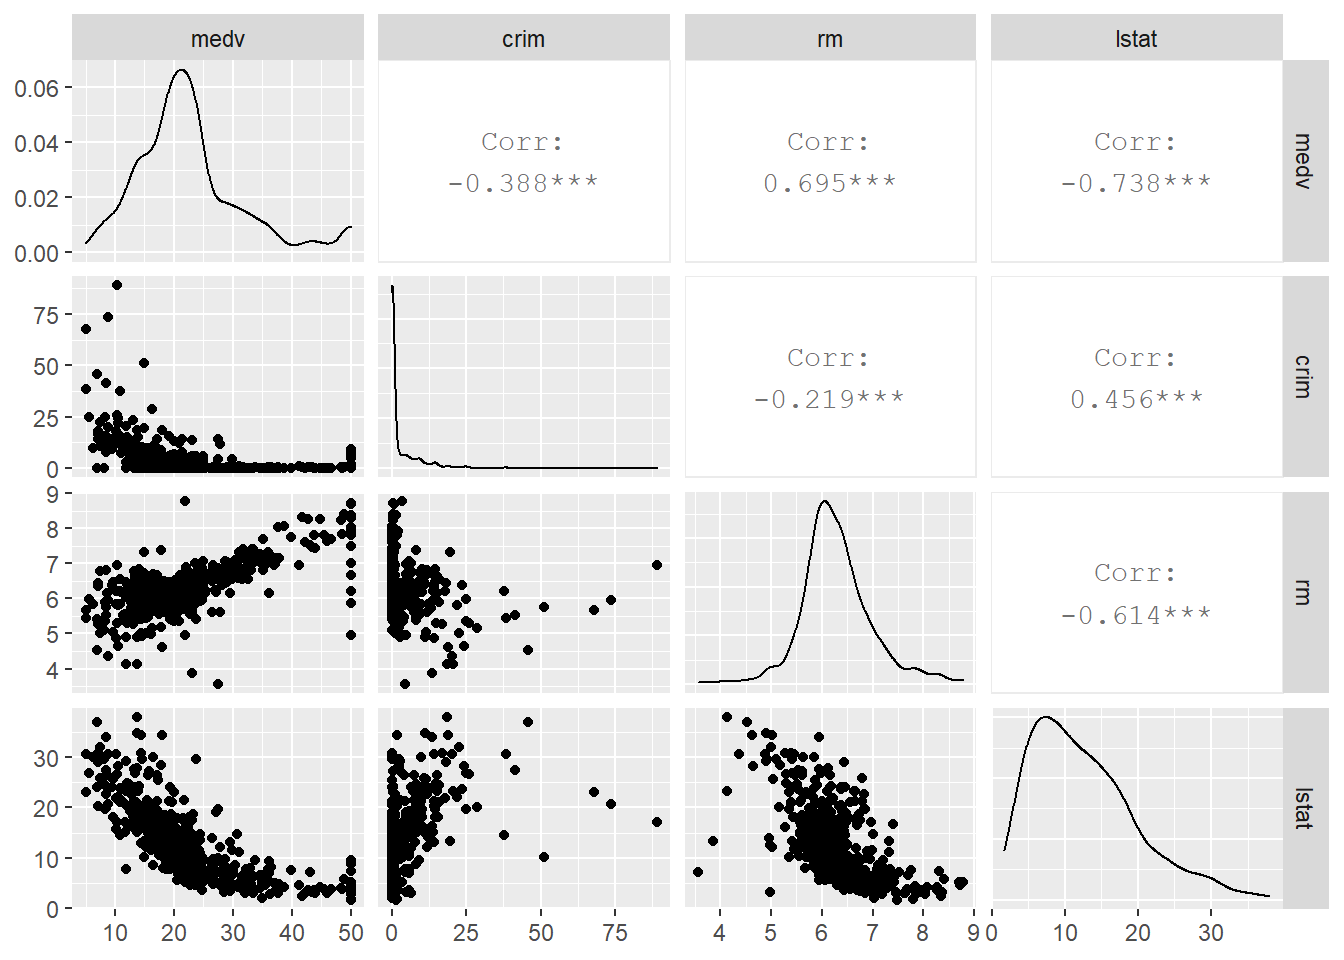 medv crim rm lstat
0.06
0.04
0.02
0.00
Corr: Corr: Corr:
-0.388*** 0.695*** -0.738***
medv
75
50
25
0
Corr: Corr:
-0.219*** 0.456***
crim
9
8
7
6
5
4
Corr:
-0.614***
rm
30
20
10
0
lstat
10 20 30 40 50 0 25 50 75 4 5 6 7 8 9 0 10 20 30